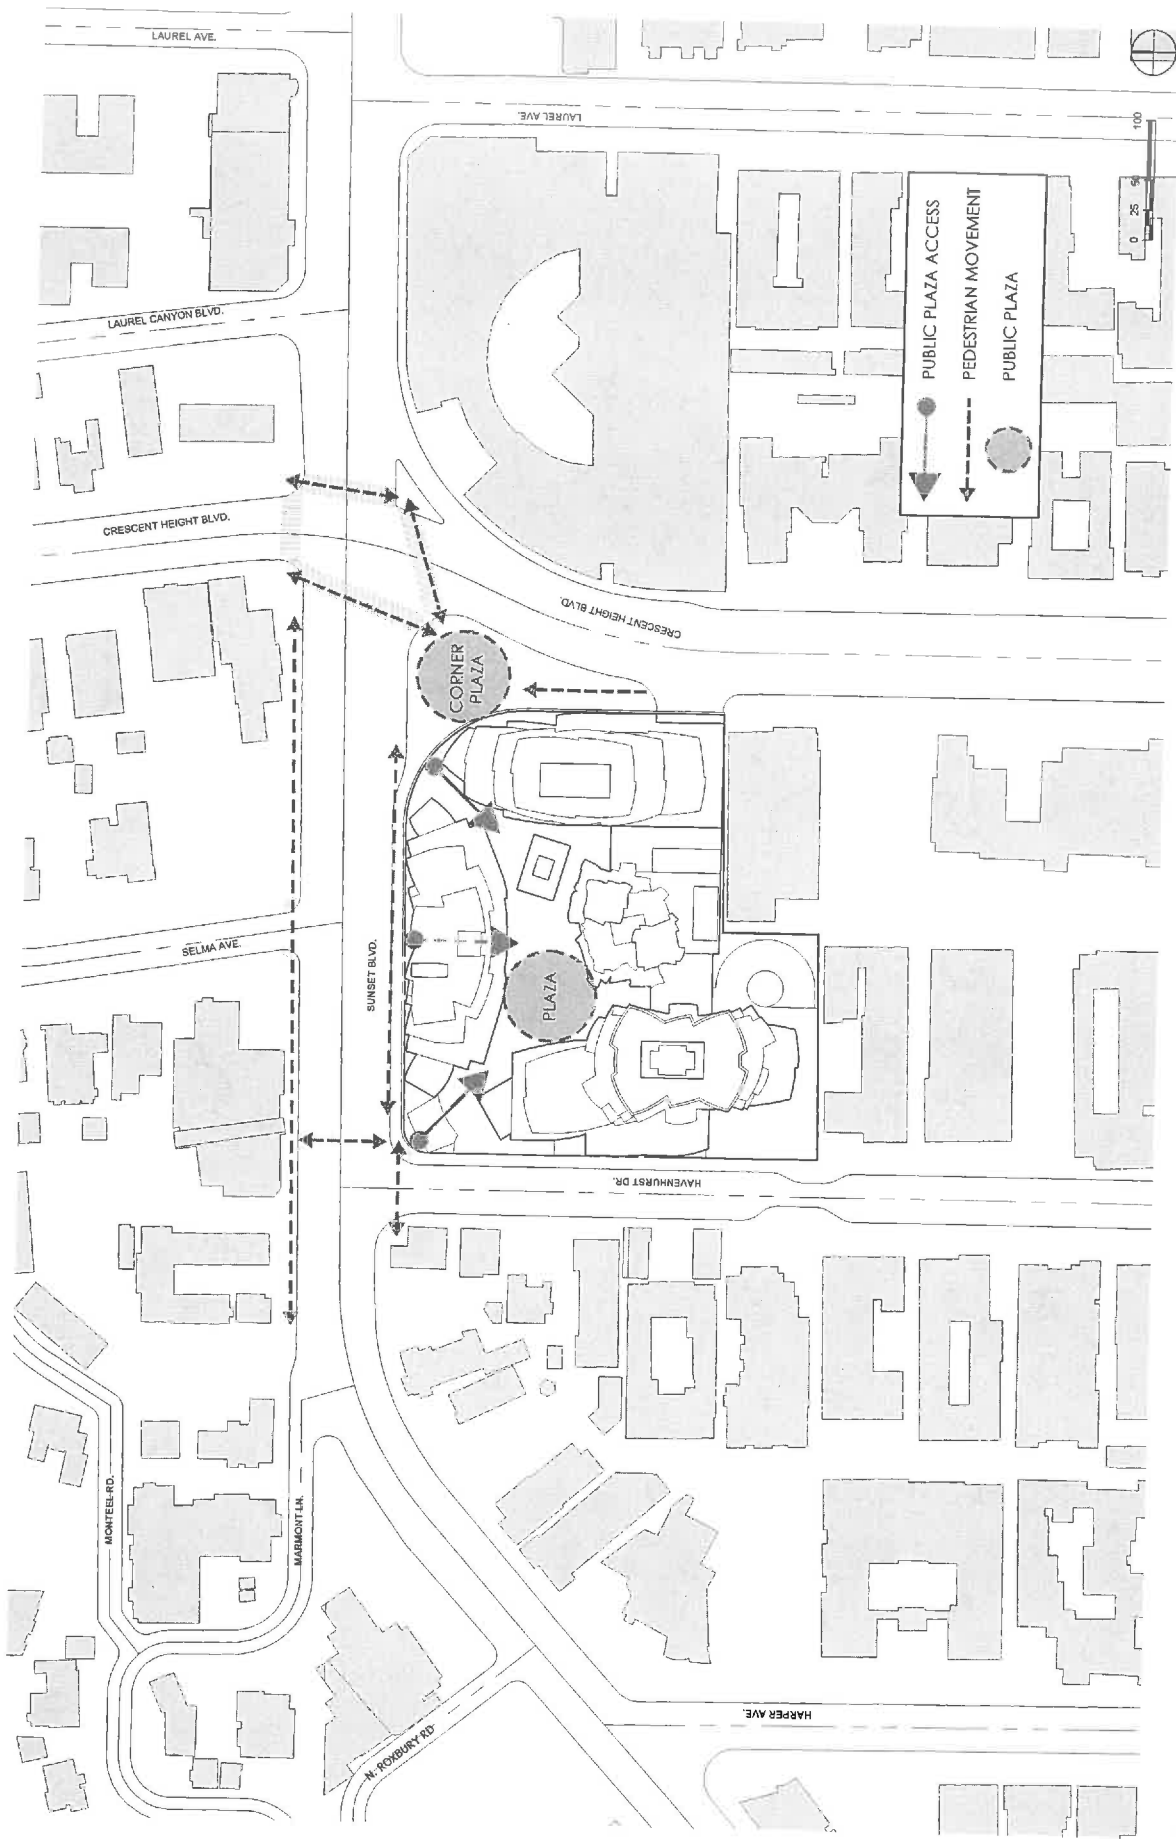 LAUREL AVE.
LAUREL AVE.
LAUREL CANYON BLVD.
CRESCENT HEIGHT BLVD.
CRESCENT HEIGHT BLVD.
CORNER
PLAZA
SELMA AVE.
SUNSET BLVD.
PLAZA
HAVENHURST DR.
MONTEEL RD.
MARMONT LN.
N. ROXBURY RD
HARPER AVE.
PUBLIC PLAZA ACCESS
PEDESTRIAN MOVEMENT
PUBLIC PLAZA
0 25 50 100